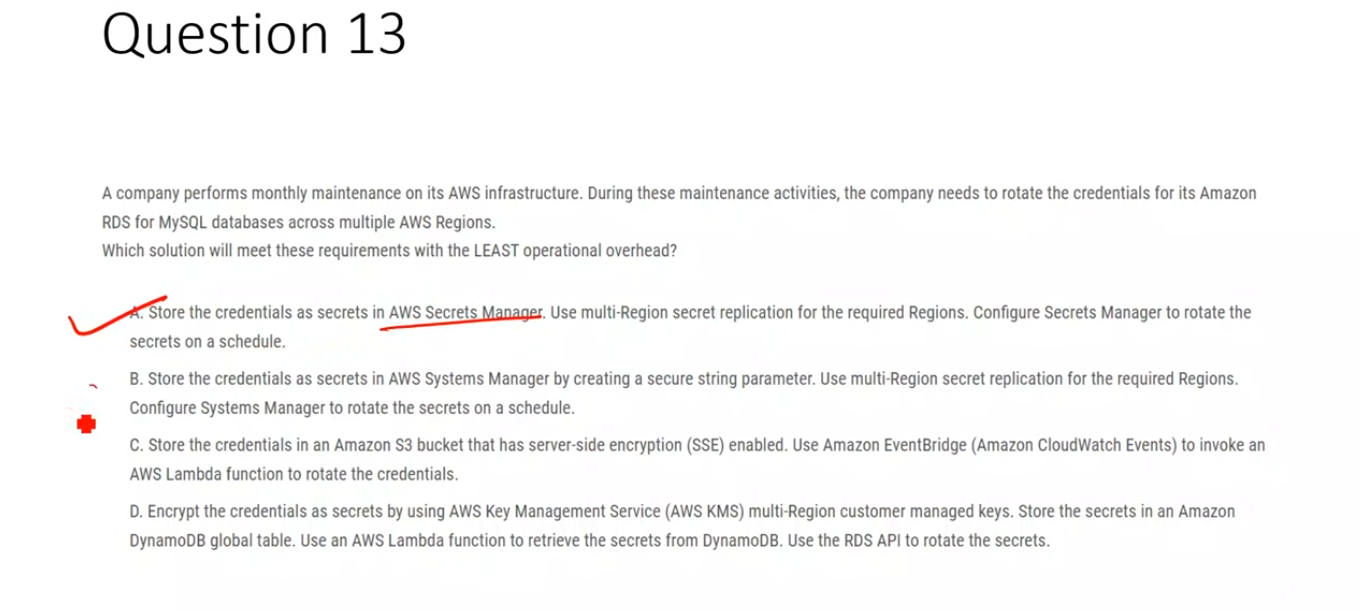 Question 13
A company performs monthly maintenance on its AWS infrastructure. During these maintenance activities, the company needs to rotate the credentials for its Amazon
RDS for MySQL databases across multiple AWS Regions.
Which solution will meet these requirements with the LEAST operational overhead?
A. Store the credentials as secrets in AWS Secrets Manager. Use multi-Region secret replication for the required Regions. Configure Secrets Manager to rotate the
secrets on a schedule.
B. Store the credentials as secrets in AWS Systems Manager by creating a secure string parameter. Use multi-Region secret replication for the required Regions.
Configure Systems Manager to rotate the secrets on a schedule.
C. Store the credentials in an Amazon S3 bucket that has server-side encryption (SSE) enabled. Use Amazon EventBridge (Amazon CloudWatch Events) to invoke an
AWS Lambda function to rotate the credentials.
D. Encrypt the credentials as secrets by using AWS Key Management Service (AWS KMS) multi-Region customer managed keys. Store the secrets in an Amazon
DynamoDB global table. Use an AWS Lambda function to retrieve the secrets from DynamoDB. Use the RDS API to rotate the secrets.